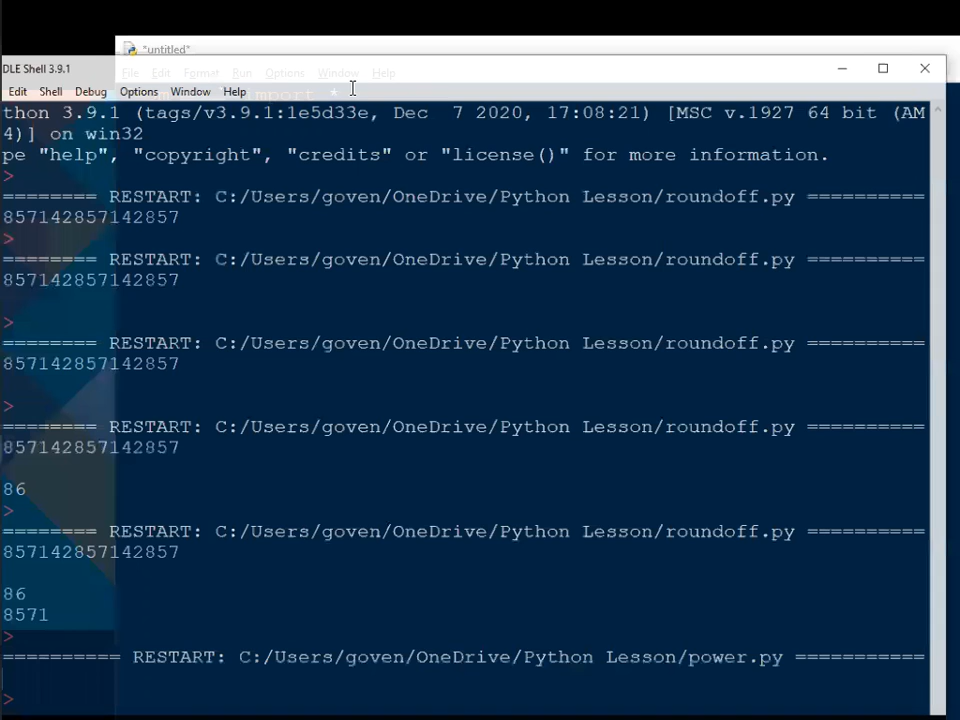 *untitled*
DLE Shell 3.9.1
File Edit Format Run Options Window Help
Edit Shell Debug Options Window Help
import *
thon 3.9.1 (tags/v3.9.1:1e5d33e, Dec 7 2020, 17:08:21) [MSC v.1927 64 bit (AM
4)] on win32
pe "help", "copyright", "credits" or "license()" for more information.
>
======== RESTART: C:/Users/goven/OneDrive/Python Lesson/roundoff.py ==========
857142857142857
>
======== RESTART: C:/Users/goven/OneDrive/Python Lesson/roundoff.py ==========
857142857142857
>
======== RESTART: C:/Users/goven/OneDrive/Python Lesson/roundoff.py ==========
857142857142857
>
======== RESTART: C:/Users/goven/OneDrive/Python Lesson/roundoff.py ==========
857142857142857
86
>
======== RESTART: C:/Users/goven/OneDrive/Python Lesson/roundoff.py ==========
857142857142857
86
8571
>
========== RESTART: C:/Users/goven/OneDrive/Python Lesson/power.py ===========
>